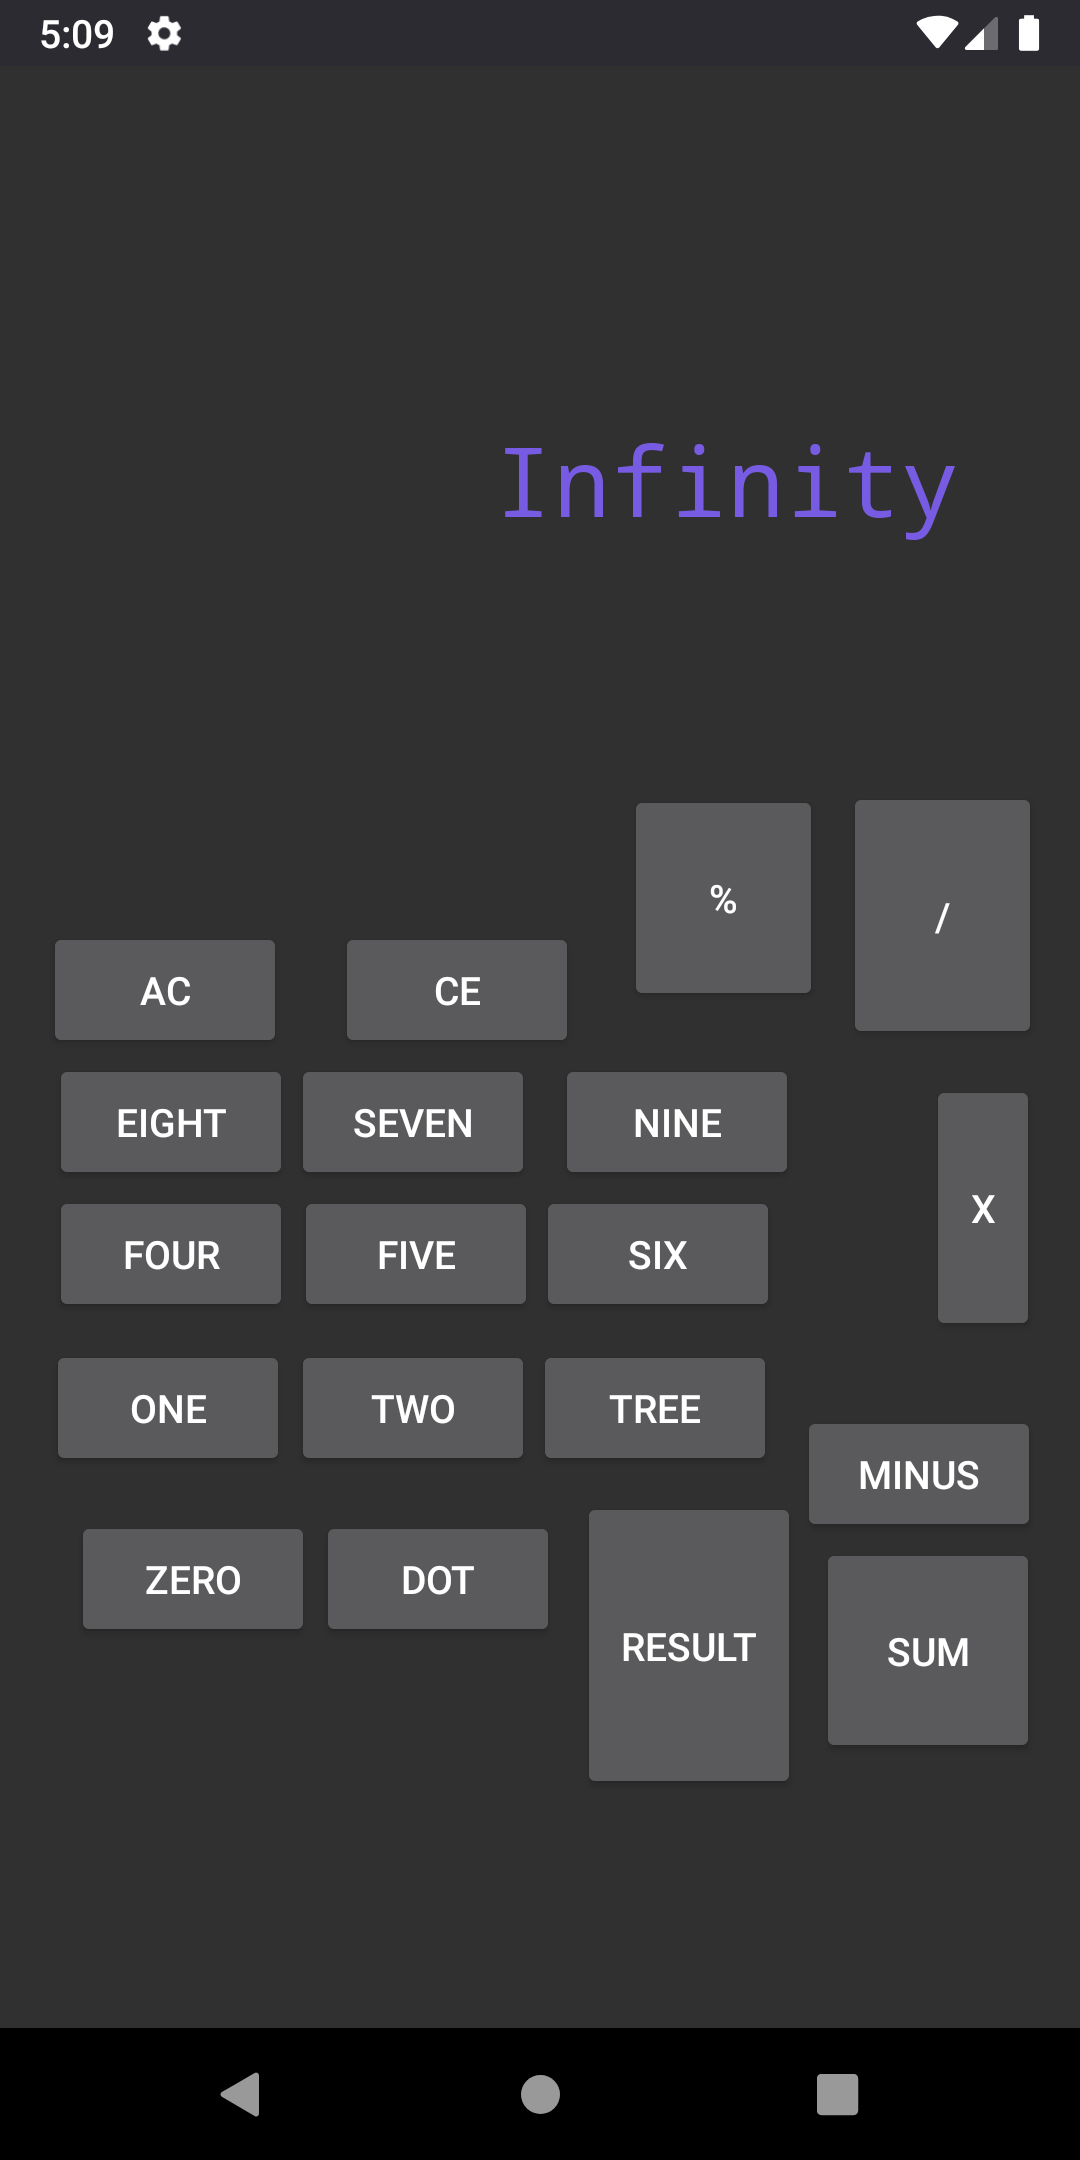 5:09
Infinity
% /
AC CE
EIGHT SEVEN NINE
X
FOUR FIVE SIX
ONE TWO TREE
MINUS
ZERO DOT
RESULT SUM